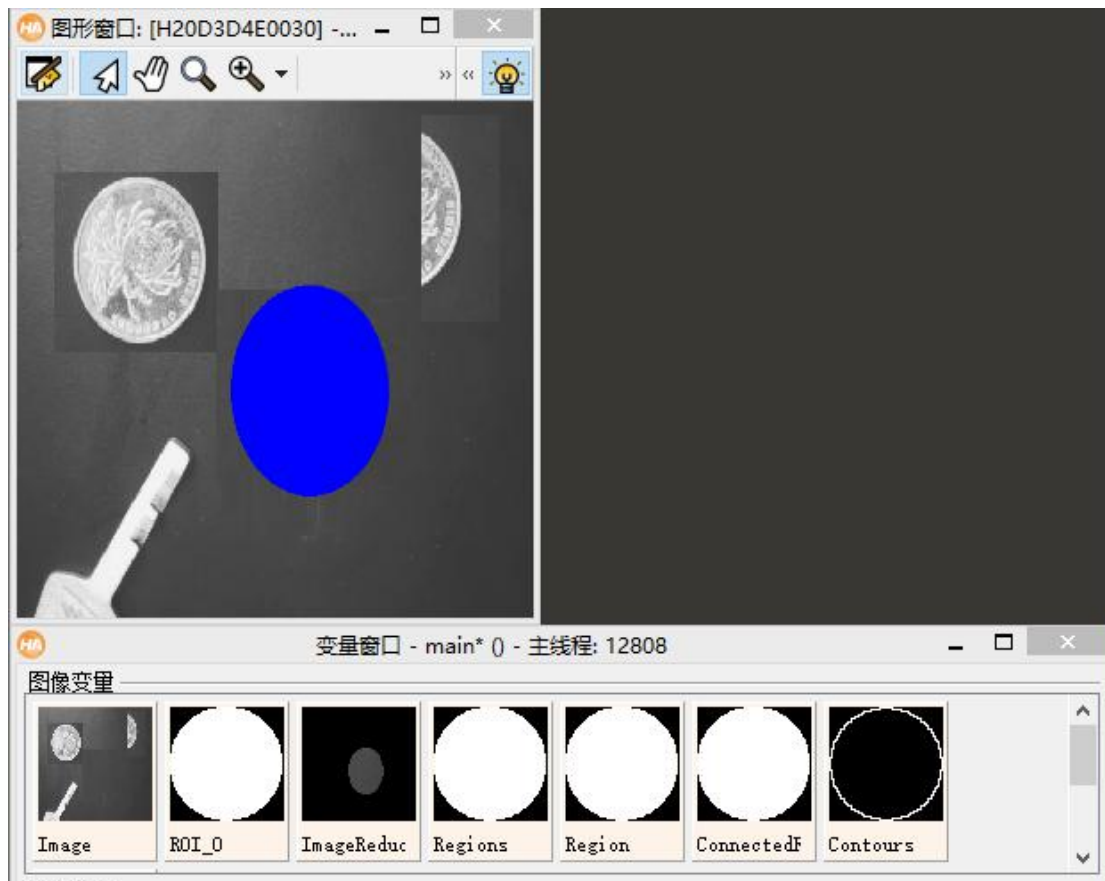 图形窗口: [H20D3D4E0030] -...
变量窗口 - main* () - 主线程: 12808
图像变量
Image
ROI_0
ImageReduc
Regions
Region
ConnectedF
Contours